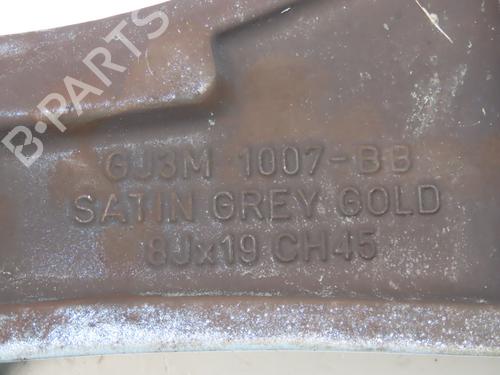 B-PARTS
GJ3M 1007-BB
SATIN GREY GOLD
8Jx19 CH45